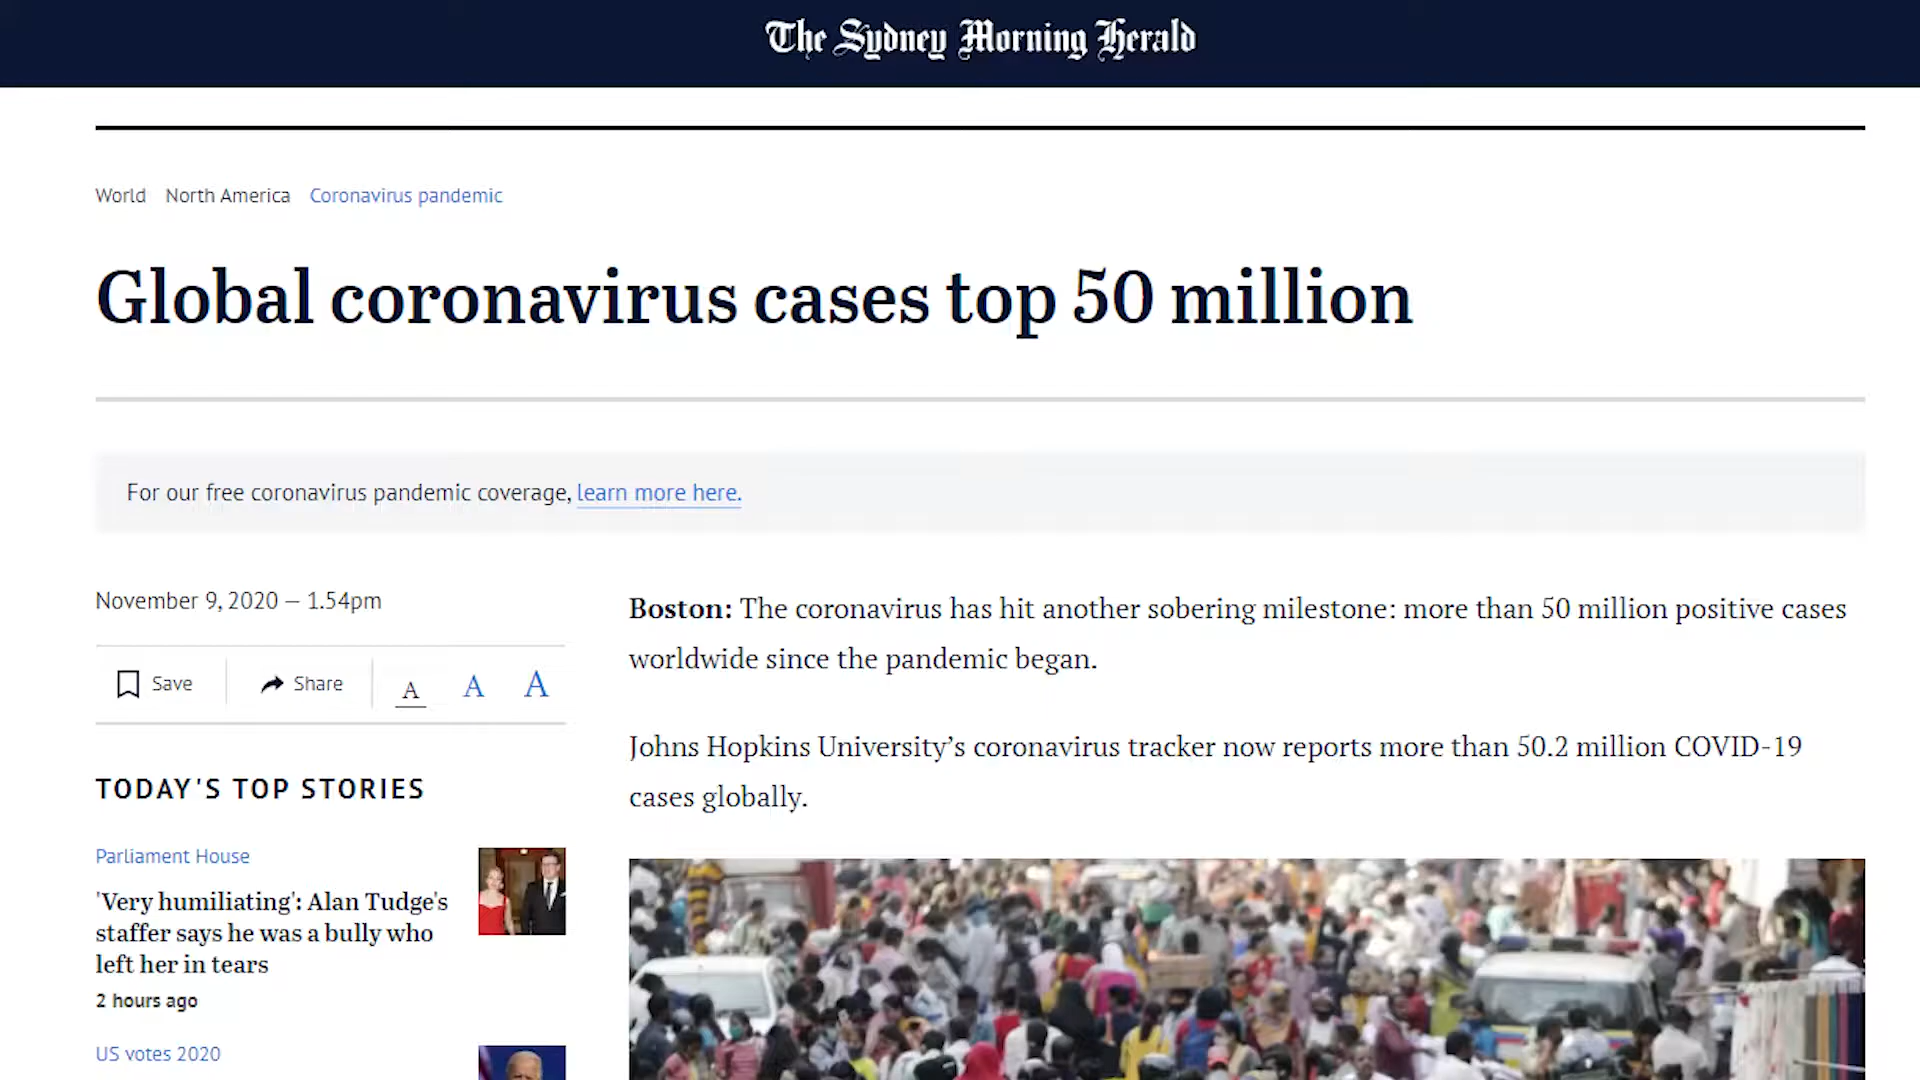 The Sydney Morning Herald
World North America Coronavirus pandemic
Global coronavirus cases top 50 million
For our free coronavirus pandemic coverage, learn more here.
November 9, 2020 — 1.54pm
Save Share A A A
TODAY'S TOP STORIES
Parliament House
'Very humiliating': Alan Tudge's
staffer says he was a bully who
left her in tears
2 hours ago
US votes 2020
Boston: The coronavirus has hit another sobering milestone: more than 50 million positive cases
worldwide since the pandemic began.
Johns Hopkins University’s coronavirus tracker now reports more than 50.2 million COVID-19
cases globally.